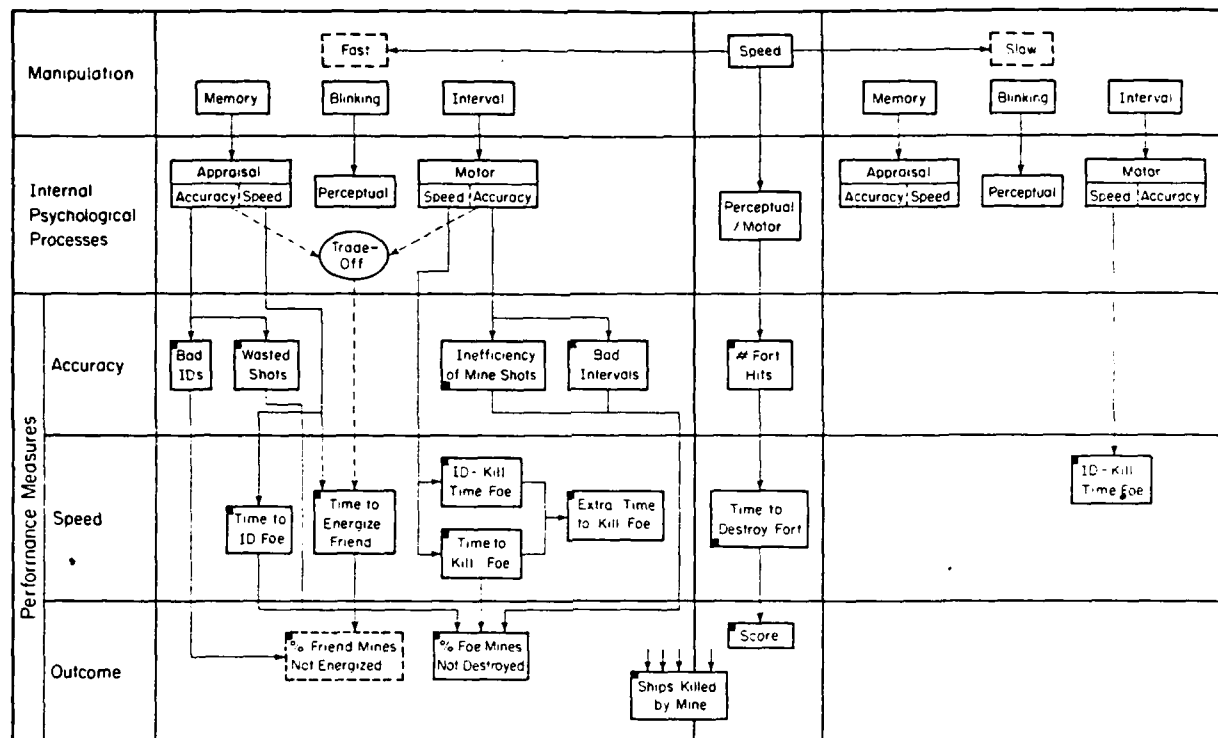 Manipulation
Fast
Speed
Slow
Memory
Blinking
Interval
Memory
Blinking
Interval
Internal
Psychological
Processes
Appraisal
Accuracy Speed
Perceptual
Motor
Speed Accuracy
Trade-
Off
Perceptual
/Motor
Appraisal
Accuracy Speed
Perceptual
Motor
Speed Accuracy
Performance Measures
Accuracy
Bad
IDs
Wasted
Shots
Inefficiency
of Mine Shots
Bad
Intervals
# Fort
Hits
Speed
Time to
ID Foe
Time to
Energize
Friend
ID-Kill
Time Foe
Time to
Kill Foe
Extra Time
to Kill Foe
Time to
Destroy Fort
ID-Kill
Time Foe
Outcome
% Friend Mines
Not Energized
% Foe Mines
Not Destroyed
Ships Killed
by Mine
Score